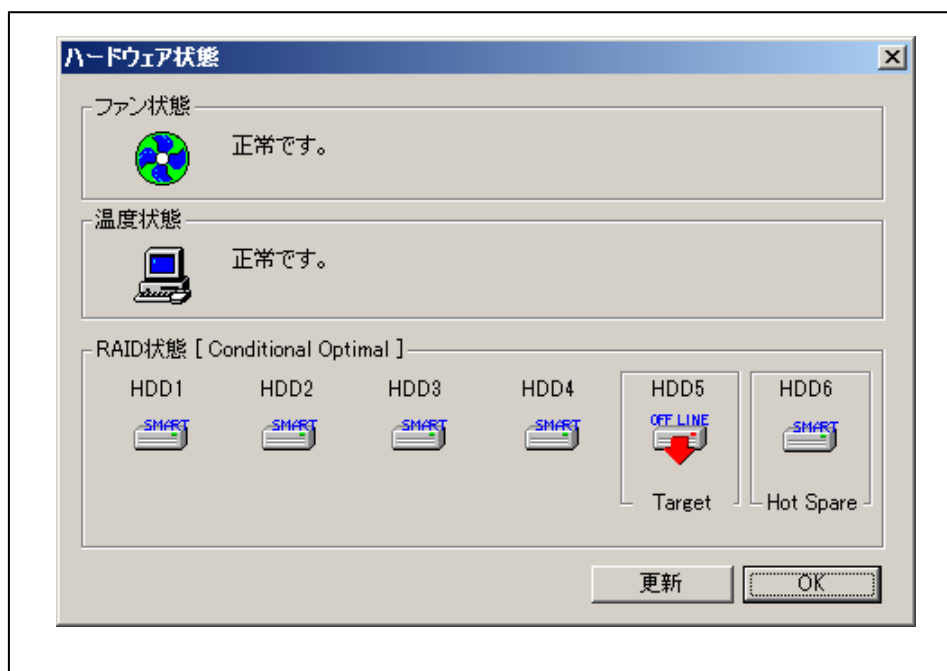 ハードウェア状態
ファン状態
正常です。
温度状態
正常です。
RAID状態 [ Conditional Optimal ]
HDD1 HDD2 HDD3 HDD4 HDD5 HDD6
SMART SMART SMART SMART OFF LINE SMART
Target Hot Spare
更新 OK